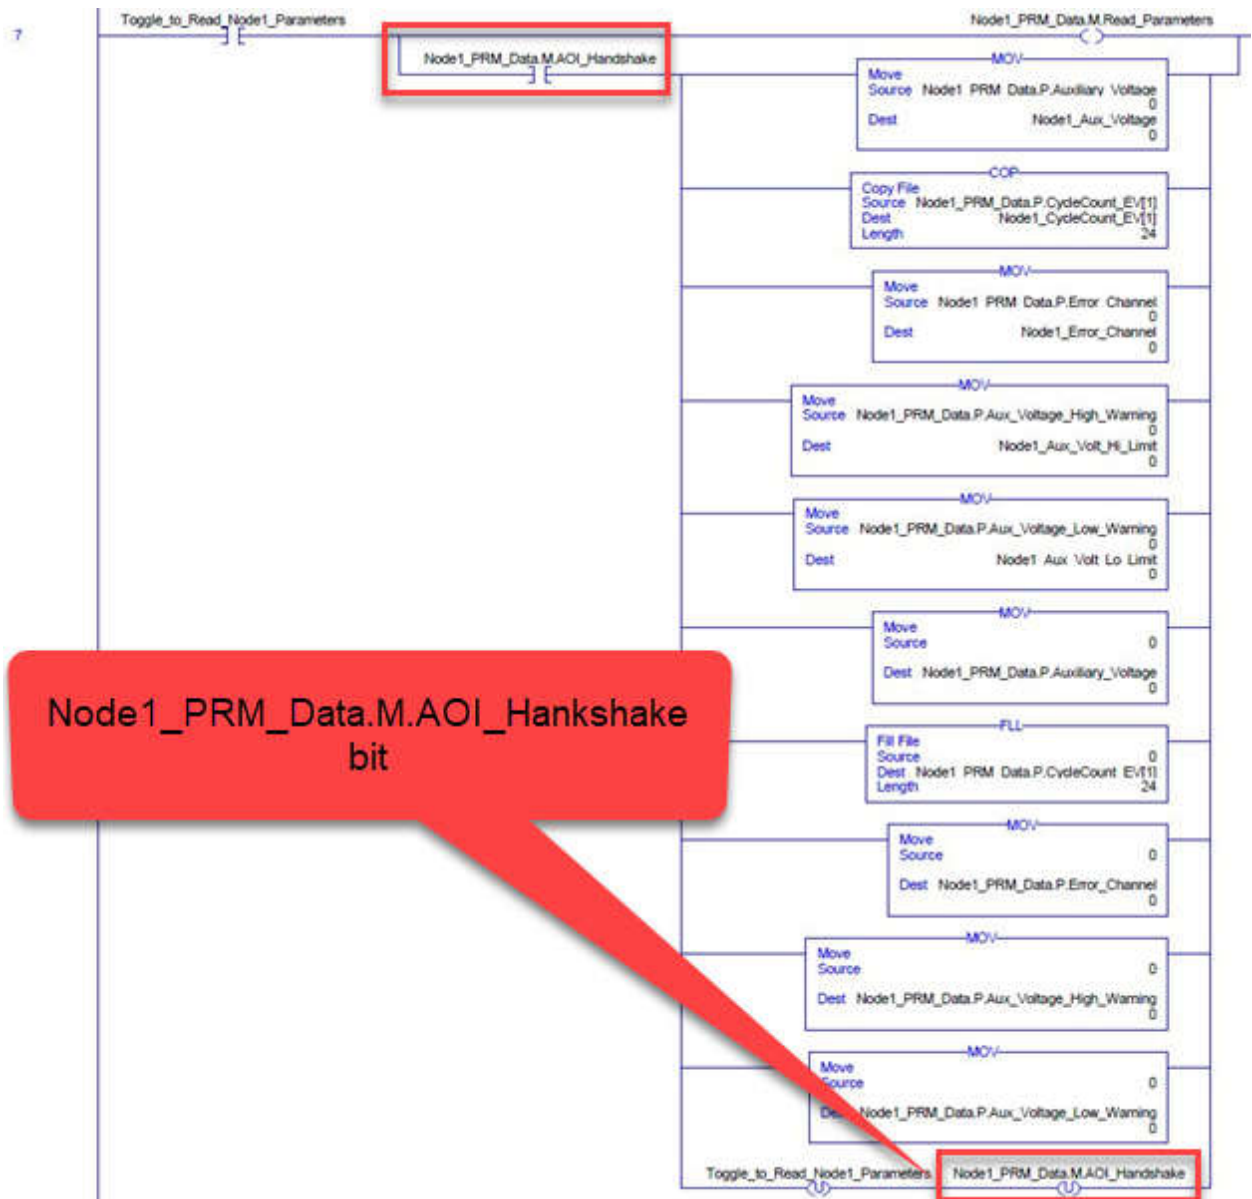 Toggle_to_Read_Node1_Parameters
Node1_PRM_Data.M.Read_Parameters
7
Node1_PRM_Data.M.AOI_Handshake
MOV
Move
Source Node1_PRM_Data.P.Auxiliary_Voltage
0
Dest Node1_Aux_Voltage
0
COP
Copy File
Source Node1_PRM_Data.P.CycleCount_EV[1]
Dest Node1_CycleCount_EV[1]
Length 24
MOV
Move
Source Node1_PRM_Data.P.Error_Channel
0
Dest Node1_Error_Channel
0
MOV
Move
Source Node1_PRM_Data.P.Aux_Voltage_High_Warning
0
Dest Node1_Aux_Volt_Hi_Limit
0
MOV
Move
Source Node1_PRM_Data.P.Aux_Voltage_Low_Warning
0
Dest Node1_Aux_Volt_Lo_Limit
0
MOV
Move
Source 0
Dest Node1_PRM_Data.P.Auxiliary_Voltage
0
Node1_PRM_Data.M.AOI_Hankshake
bit
FLL
Fill File
Source 0
Dest Node1_PRM_Data.P.CycleCount_EV[1]
Length 24
MOV
Move
Source 0
Dest Node1_PRM_Data.P.Error_Channel
0
MOV
Move
Source 0
Dest Node1_PRM_Data.P.Aux_Voltage_High_Warning
0
MOV
Move
Source 0
Dest Node1_PRM_Data.P.Aux_Voltage_Low_Warning
0
Toggle_to_Read_Node1_Parameters Node1_PRM_Data.M.AOI_Handshake
U U